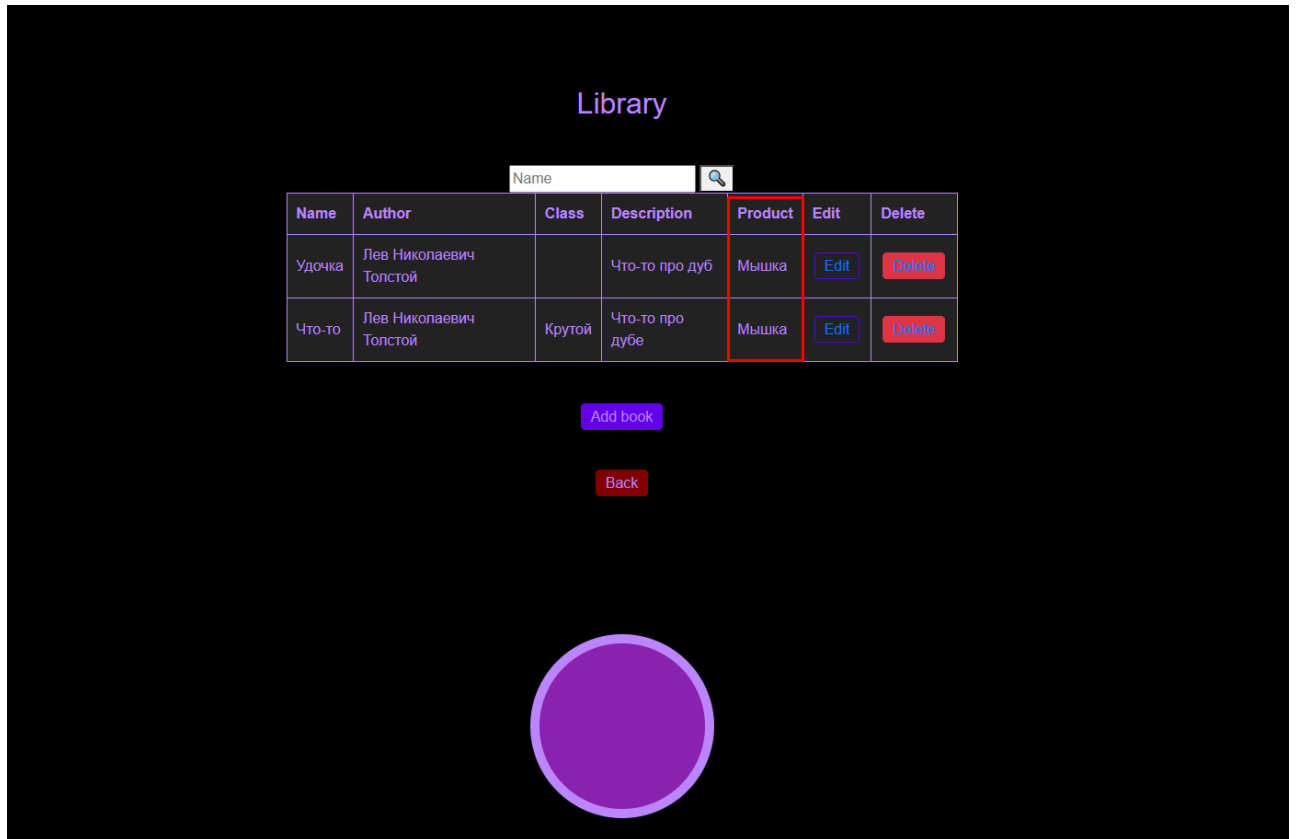 Library
Name
Name Author Class Description Product Edit Delete
Удочка Лев Николаевич Толстой Что-то про дуб Мышка Edit Delete
Что-то Лев Николаевич Толстой Крутой Что-то про дубе Мышка Edit Delete
Add book
Back